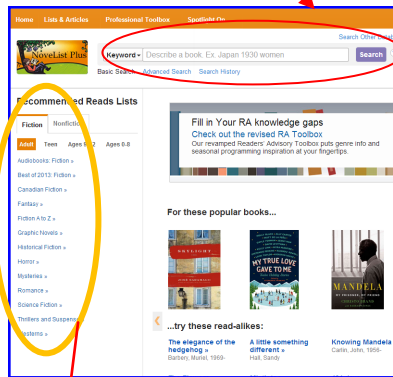 Home Lists & Articles Professional Toolbox Spotlight On
Search Other
NoveList Plus
Keyword Describe a book. Ex. Japan 1930 women Search
Basic Search Advanced Search Search History
Recommended Reads Lists
Fiction Nonfiction
Adult Teen Ages 9-12 Ages 0-8
Audiobooks: Fiction »
Best of 2013: Fiction »
Canadian Fiction »
Fantasy »
Fiction A to Z »
Graphic Novels »
Historical Fiction »
Horror »
Mysteries »
Romance »
Science Fiction »
Thrillers and Suspense
Westerns »
Fill in Your RA knowledge gaps
Check out the revised RA Toolbox
Our revamped Readers' Advisory Toolbox puts genre info and
seasonal programming inspiration at your fingertips.
For these popular books...
SKYLIGHT
JOSÉ SARAMAGO
MY TRUE LOVE
GAVE TO ME
MANDELA
...try these read-alikes:
The elegance of the
hedgehog »
Barbery, Muriel, 1969-
A little something
different »
Hall, Sandy
Knowing Mandela
Carlin, John, 1956-